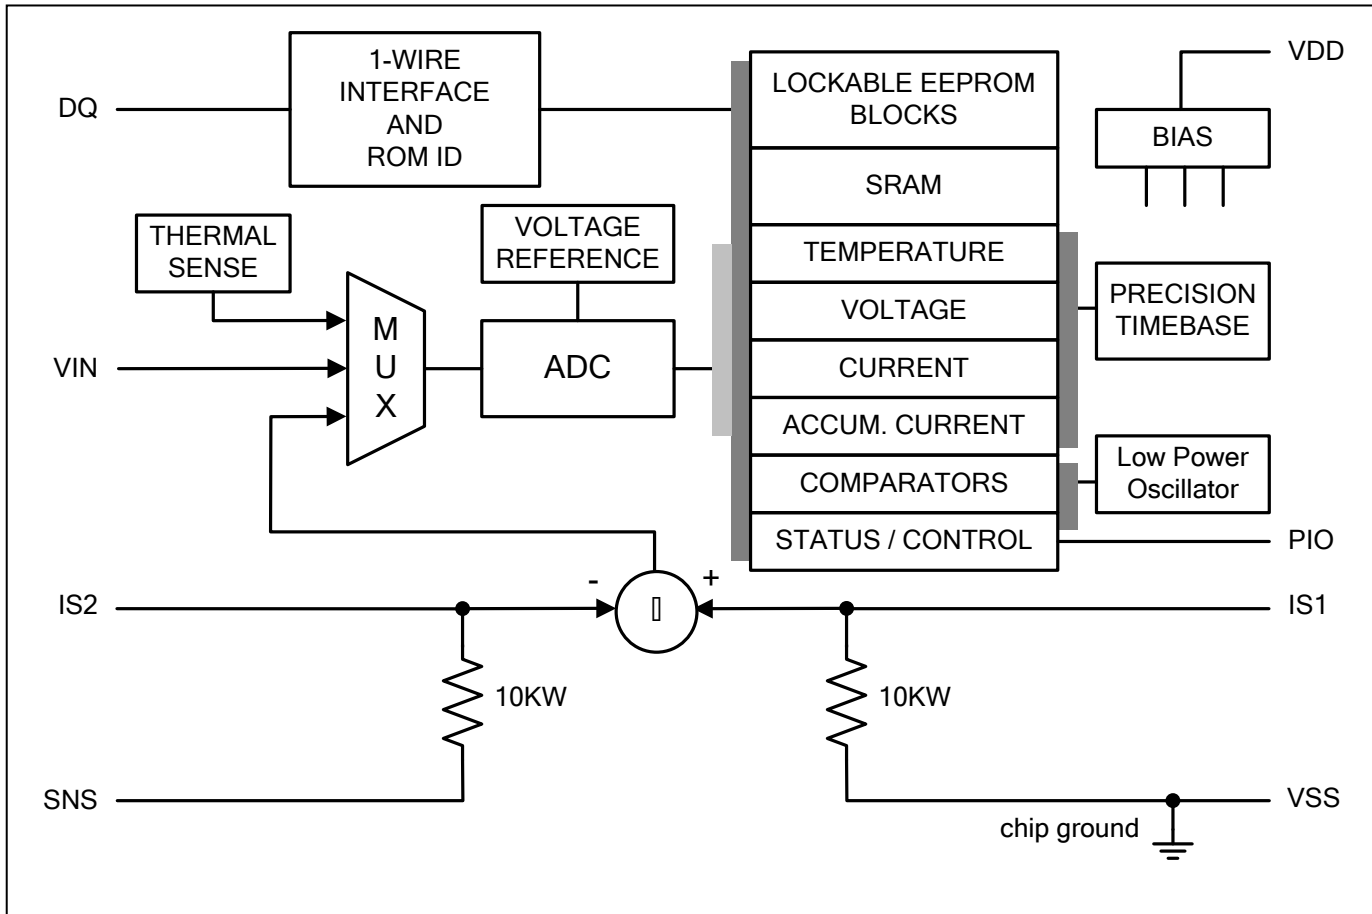 1-WIRE
INTERFACE
AND
ROM ID
DQ
LOCKABLE EEPROM
BLOCKS
SRAM
TEMPERATURE
VOLTAGE
CURRENT
ACCUM. CURRENT
COMPARATORS
STATUS / CONTROL
VDD
BIAS
THERMAL
SENSE
VOLTAGE
REFERENCE
PRECISION
TIMEBASE
VIN
M
U
X
ADC
Low Power
Oscillator
PIO
IS2
-
+
IS1
10KW
10KW
SNS
VSS
chip ground